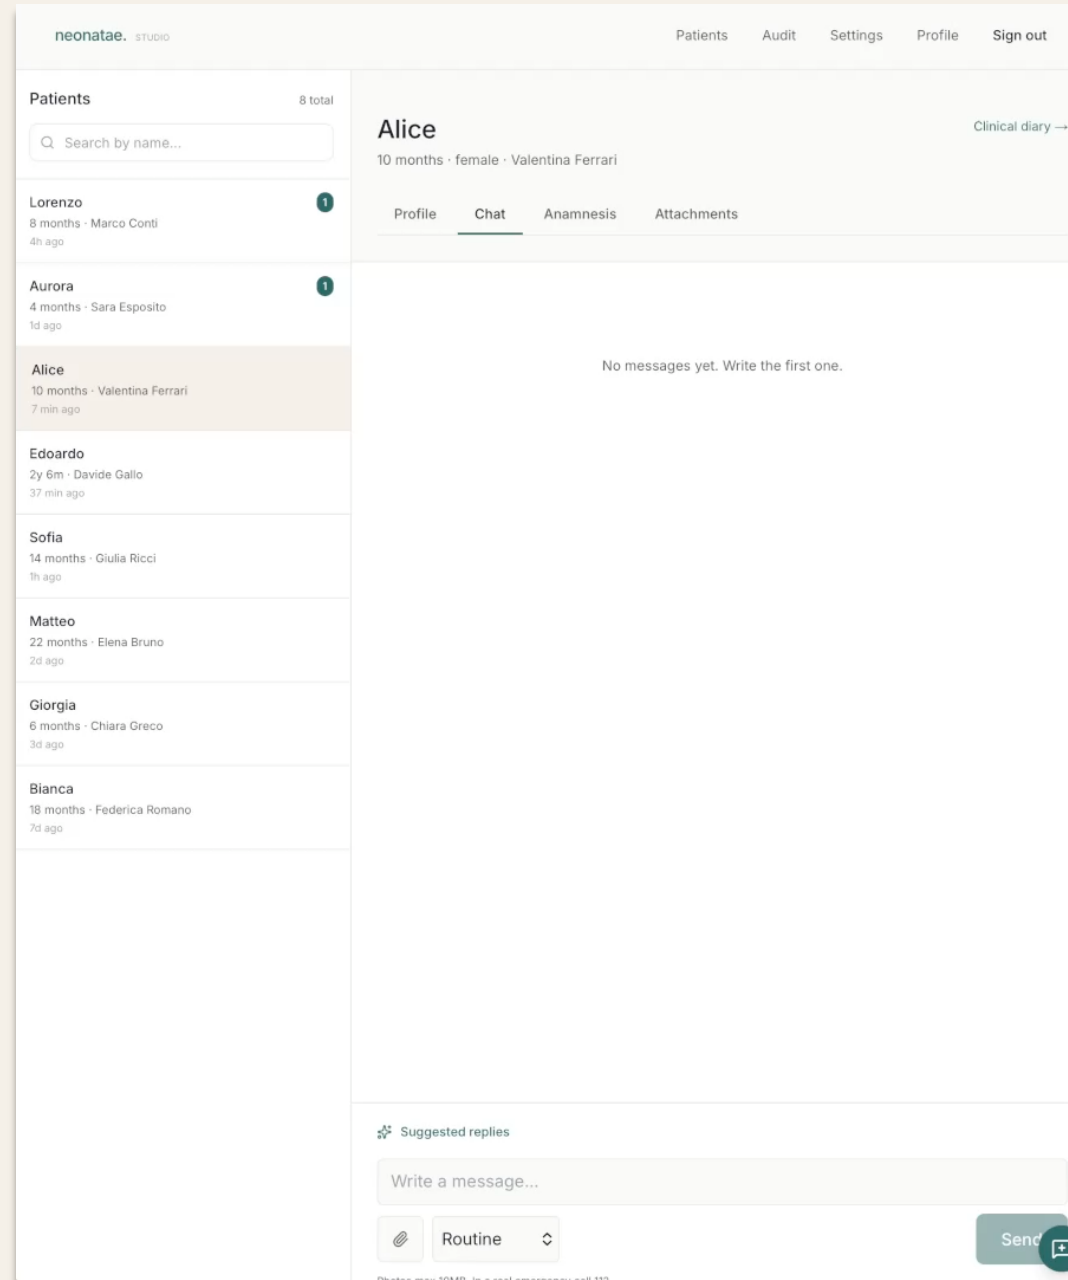 neonatae. STUDIO
Patients Audit Settings Profile Sign out
Patients 8 total
Search by name...
Lorenzo 1
8 months · Marco Conti
4h ago
Aurora 1
4 months · Sara Esposito
1d ago
Alice
10 months · Valentina Ferrari
7 min ago
Edoardo
2y 6m · Davide Gallo
37 min ago
Sofia
14 months · Giulia Ricci
1h ago
Matteo
22 months · Elena Bruno
2d ago
Giorgia
6 months · Chiara Greco
3d ago
Bianca
18 months · Federica Romano
7d ago
Alice
Clinical diary →
10 months · female · Valentina Ferrari
Profile Chat Anamnesis Attachments
No messages yet. Write the first one.
Suggested replies
Write a message...
Routine
Send